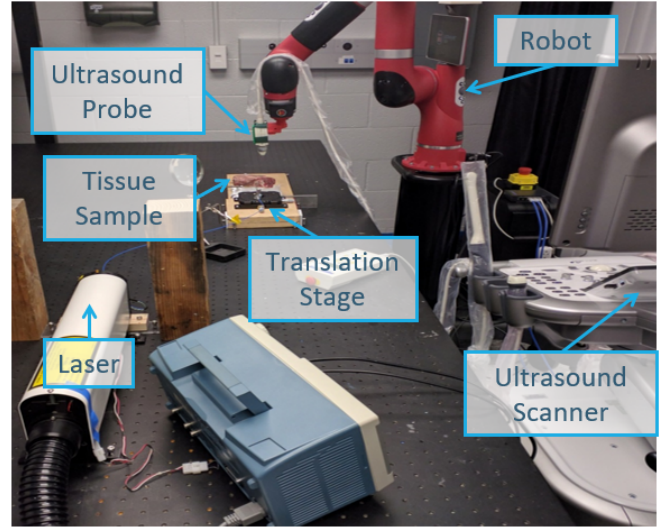 Robot
Ultrasound
Probe
Tissue
Sample
Translation
Stage
Laser
Ultrasound
Scanner